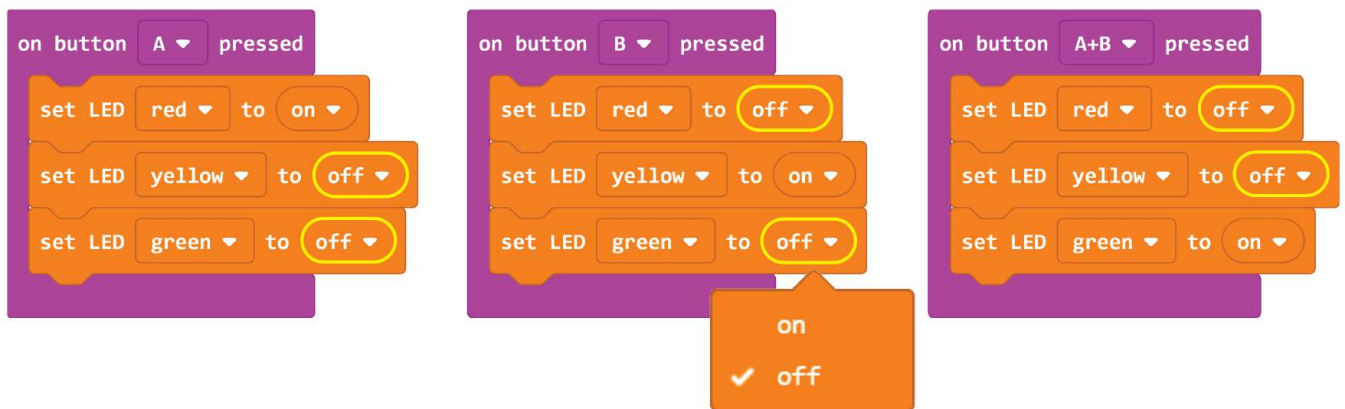 on button A pressed
set LED red to on
set LED yellow to off
set LED green to off
on button B pressed
set LED red to off
set LED yellow to on
set LED green to off
on
off
on button A+B pressed
set LED red to off
set LED yellow to off
set LED green to on